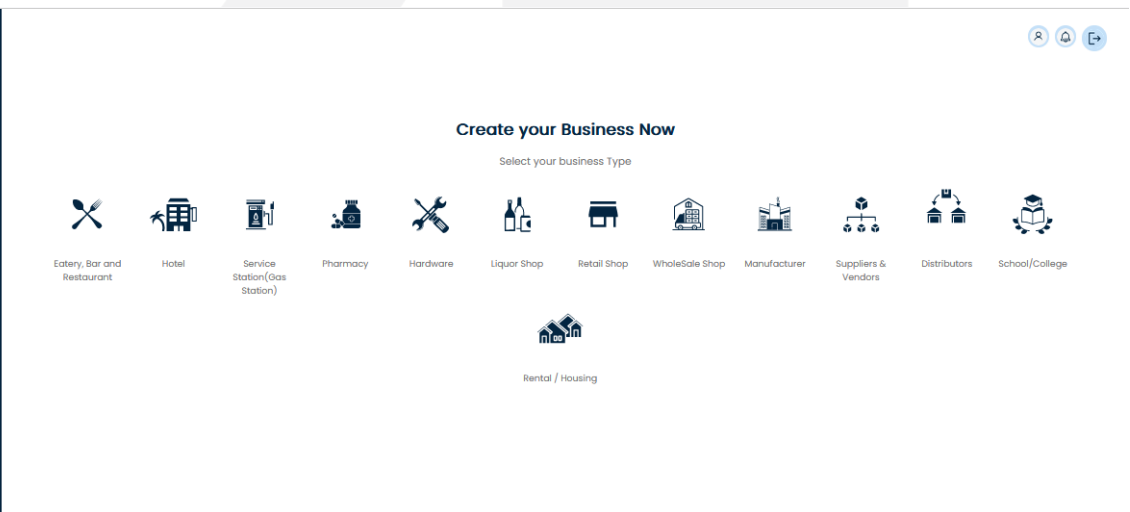 Create your Business Now
Select your business Type
Eatery, Bar and
Restaurant
Hotel
Service
Station(Gas
Station)
Pharmacy
Hardware
Liquor Shop
Retail Shop
WholeSale Shop
Manufacturer
Suppliers &
Vendors
Distributors
School/College
Rental / Housing